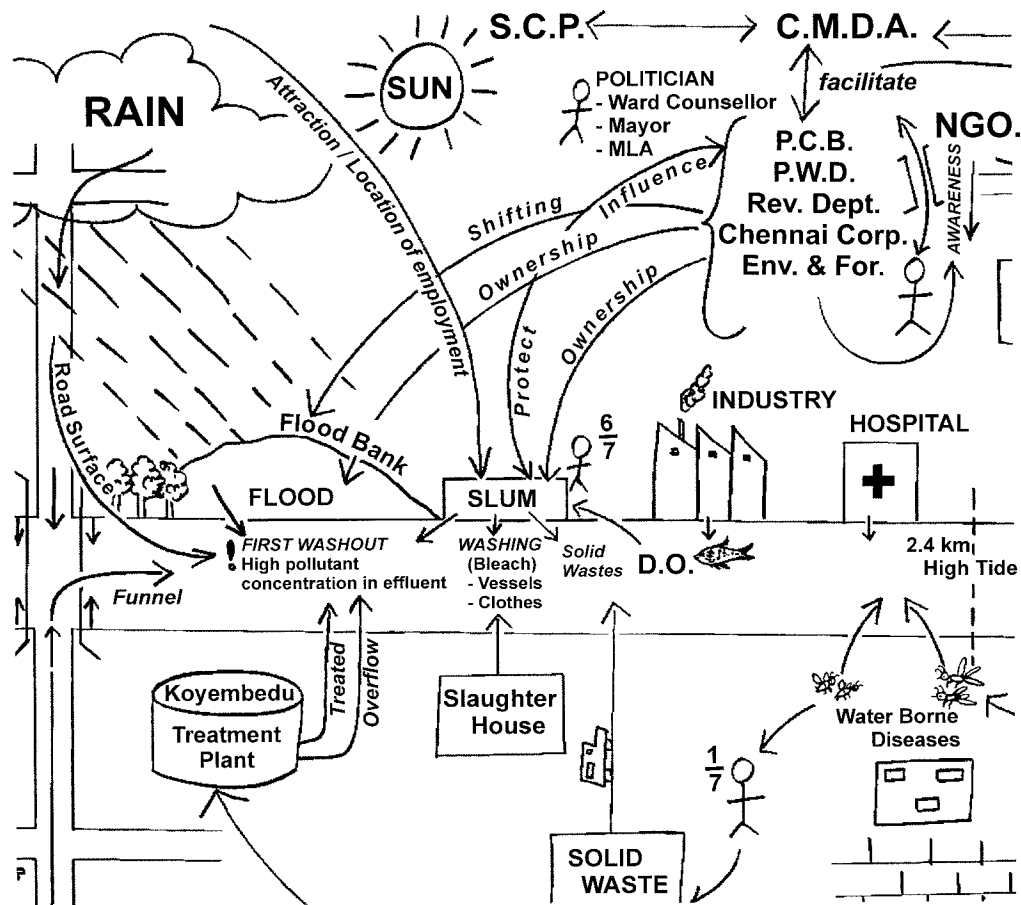 S.C.P.
C.M.D.A.
SUN
RAIN
Attraction / Location of employment
POLITICIAN
- Ward Counsellor
- Mayor
- MLA
facilitate
NGO.
P.C.B.
P.W.D.
Rev. Dept.
Chennai Corp.
Env. & For.
AWARENESS
Influence
Shifting
Ownership
Ownership
Protect
Road Surface
Flood Bank
FLOOD
SLUM
6
7
INDUSTRY
HOSPITAL
! FIRST WASHOUT
High pollutant
concentration in effluent
WASHING
(Bleach)
- Vessels
- Clothes
Solid
Wastes
D.O.
2.4 km
High Tide
Funnel
Treated
Overflow
Koyembedu
Treatment
Plant
Slaughter
House
Water Borne
Diseases
1
7
SOLID
WASTE